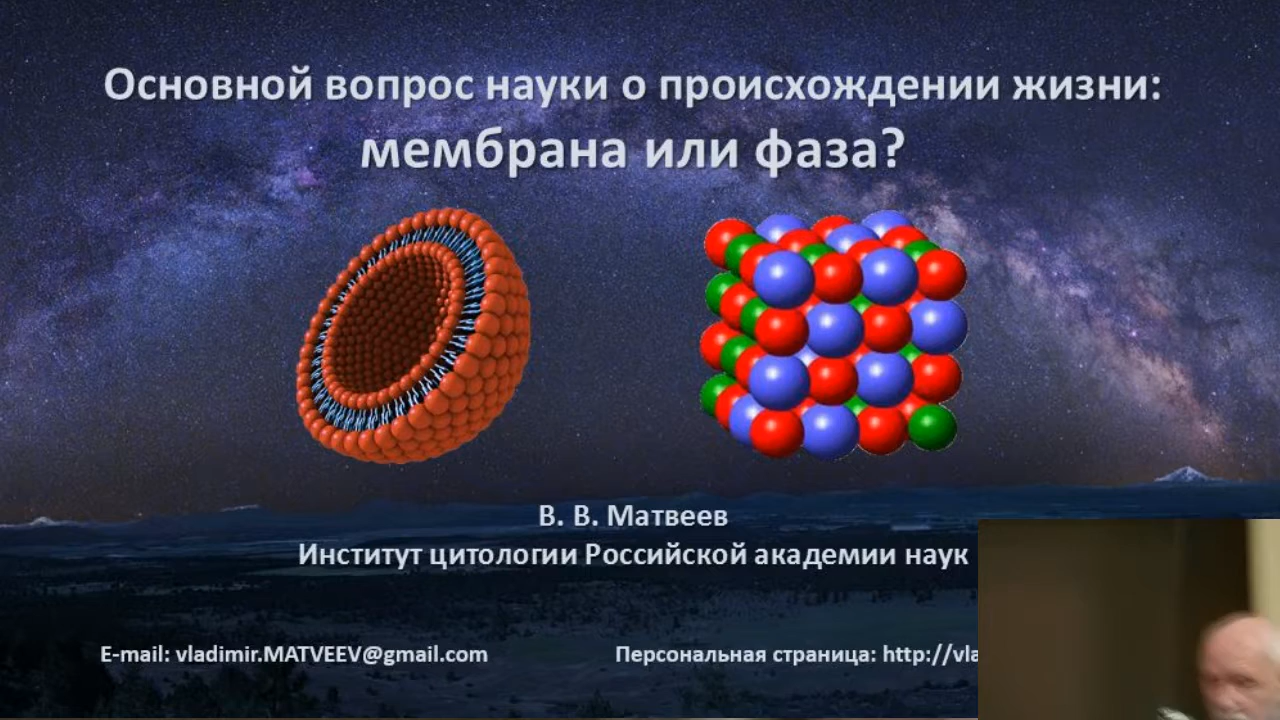 Основной вопрос науки о происхождении жизни:
мембрана или фаза?
В. В. Матвеев
Институт цитологии Российской академии наук
E-mail: vladimir.MATVEEV@gmail.com
Персональная страница: http://vla